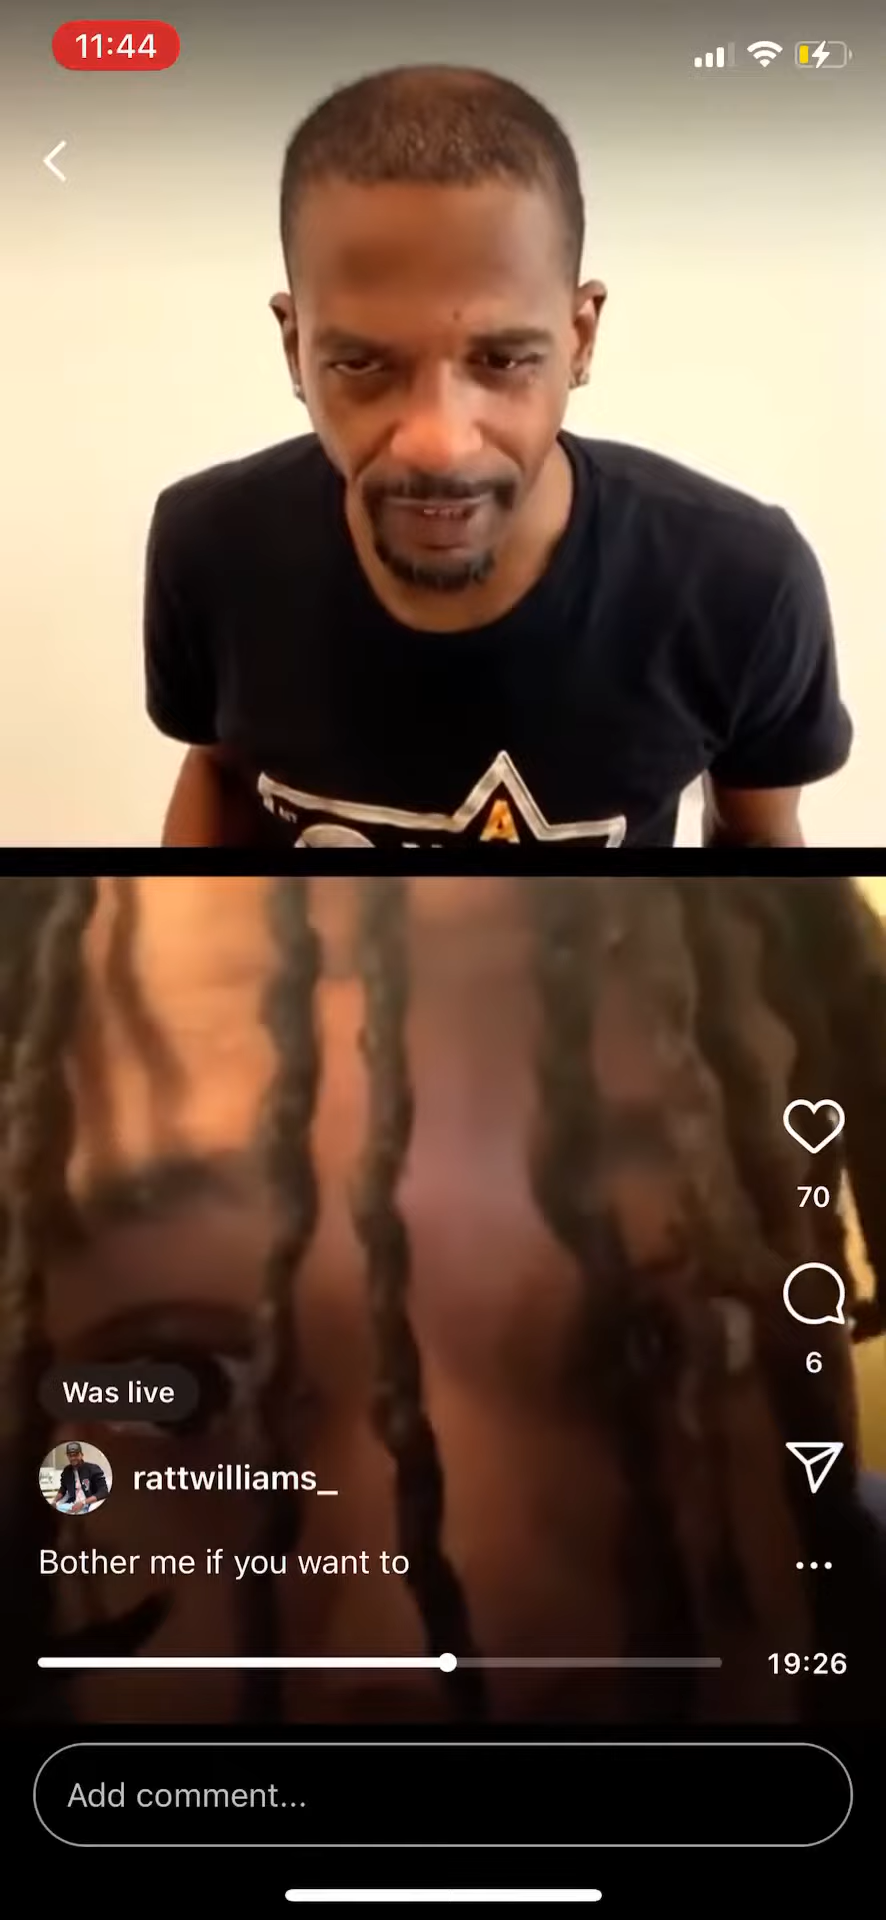 11:44
A
70
6
Was live
rattwilliams_
Bother me if you want to
19:26
Add comment...